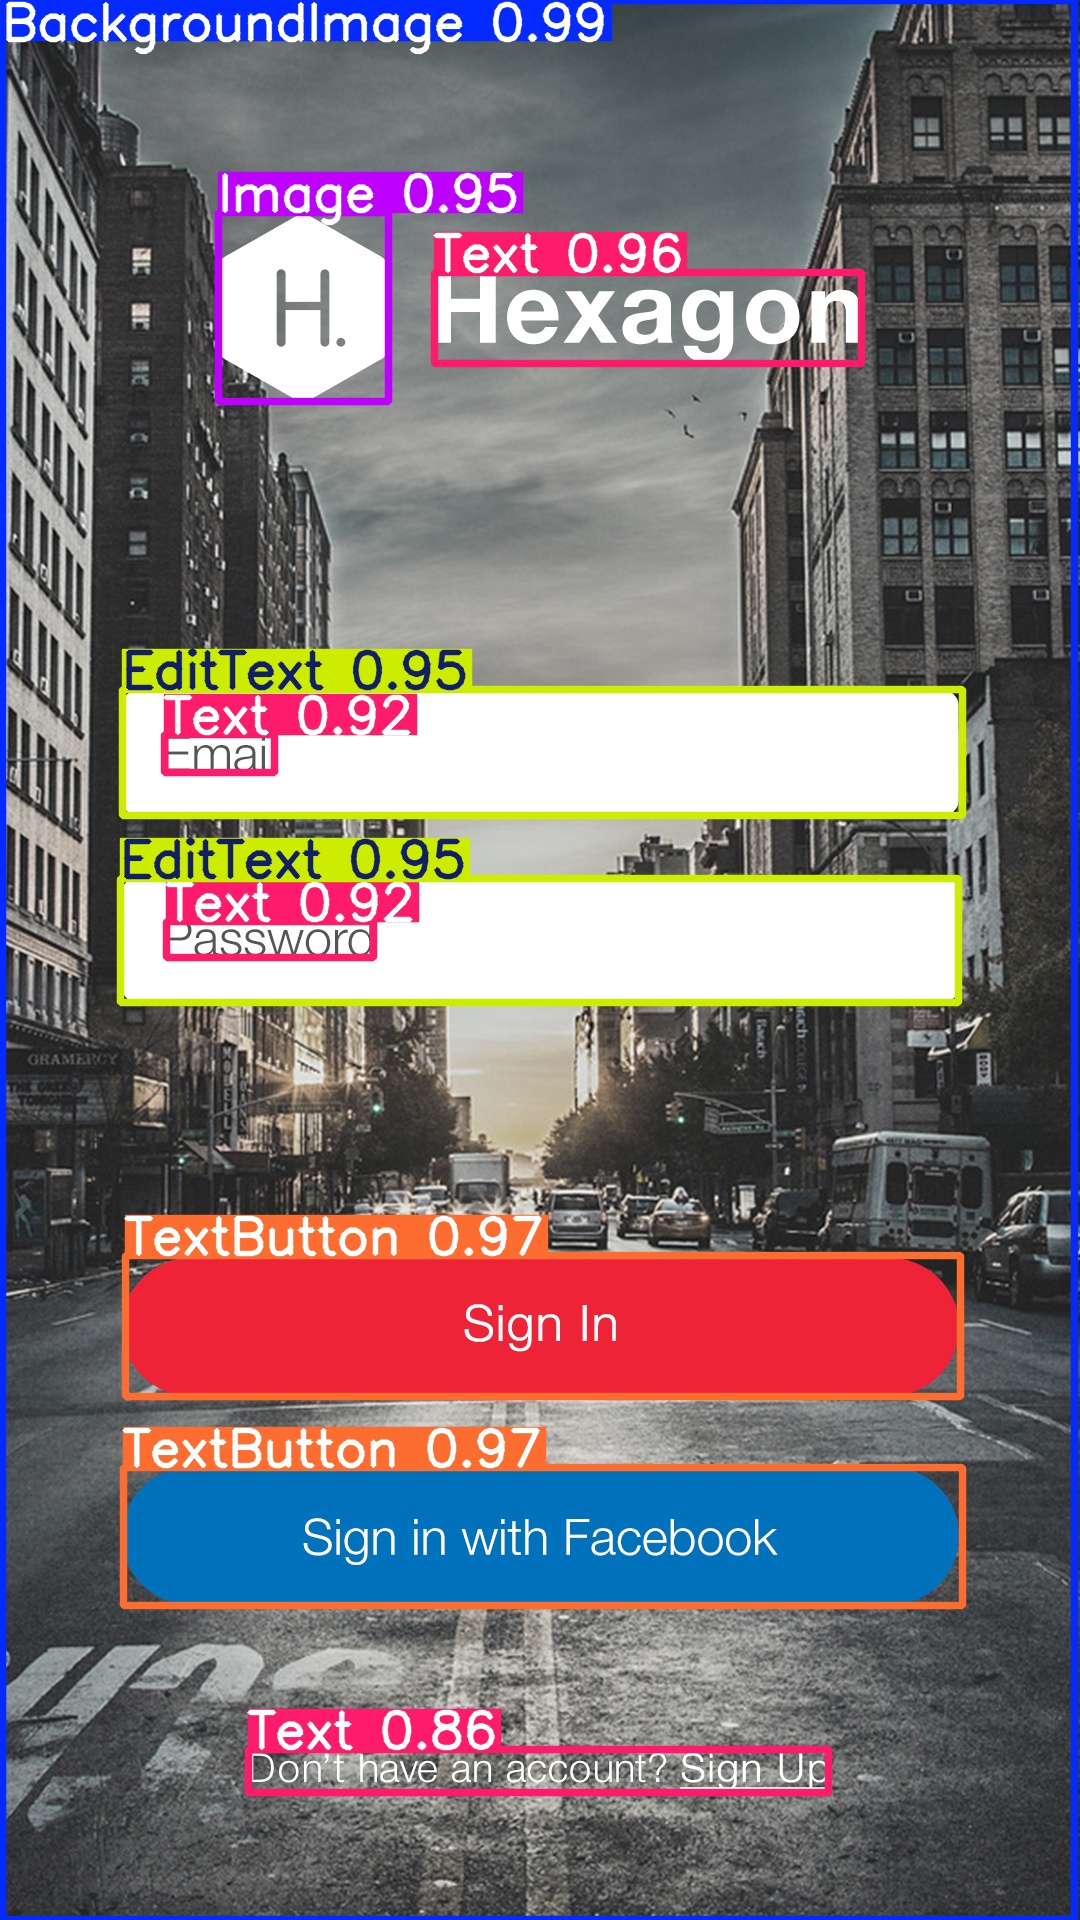 BackgroundImage 0.99
Image 0.95
H.
Text 0.96
Hexagon
EditText 0.95
Text 0.92
Email
EditText 0.95
Text 0.92
Password
GRAMERCY
HOTEL
TextButton 0.97
Sign In
TextButton 0.97
Sign in with Facebook
Text 0.86
Don't have an account? Sign Up